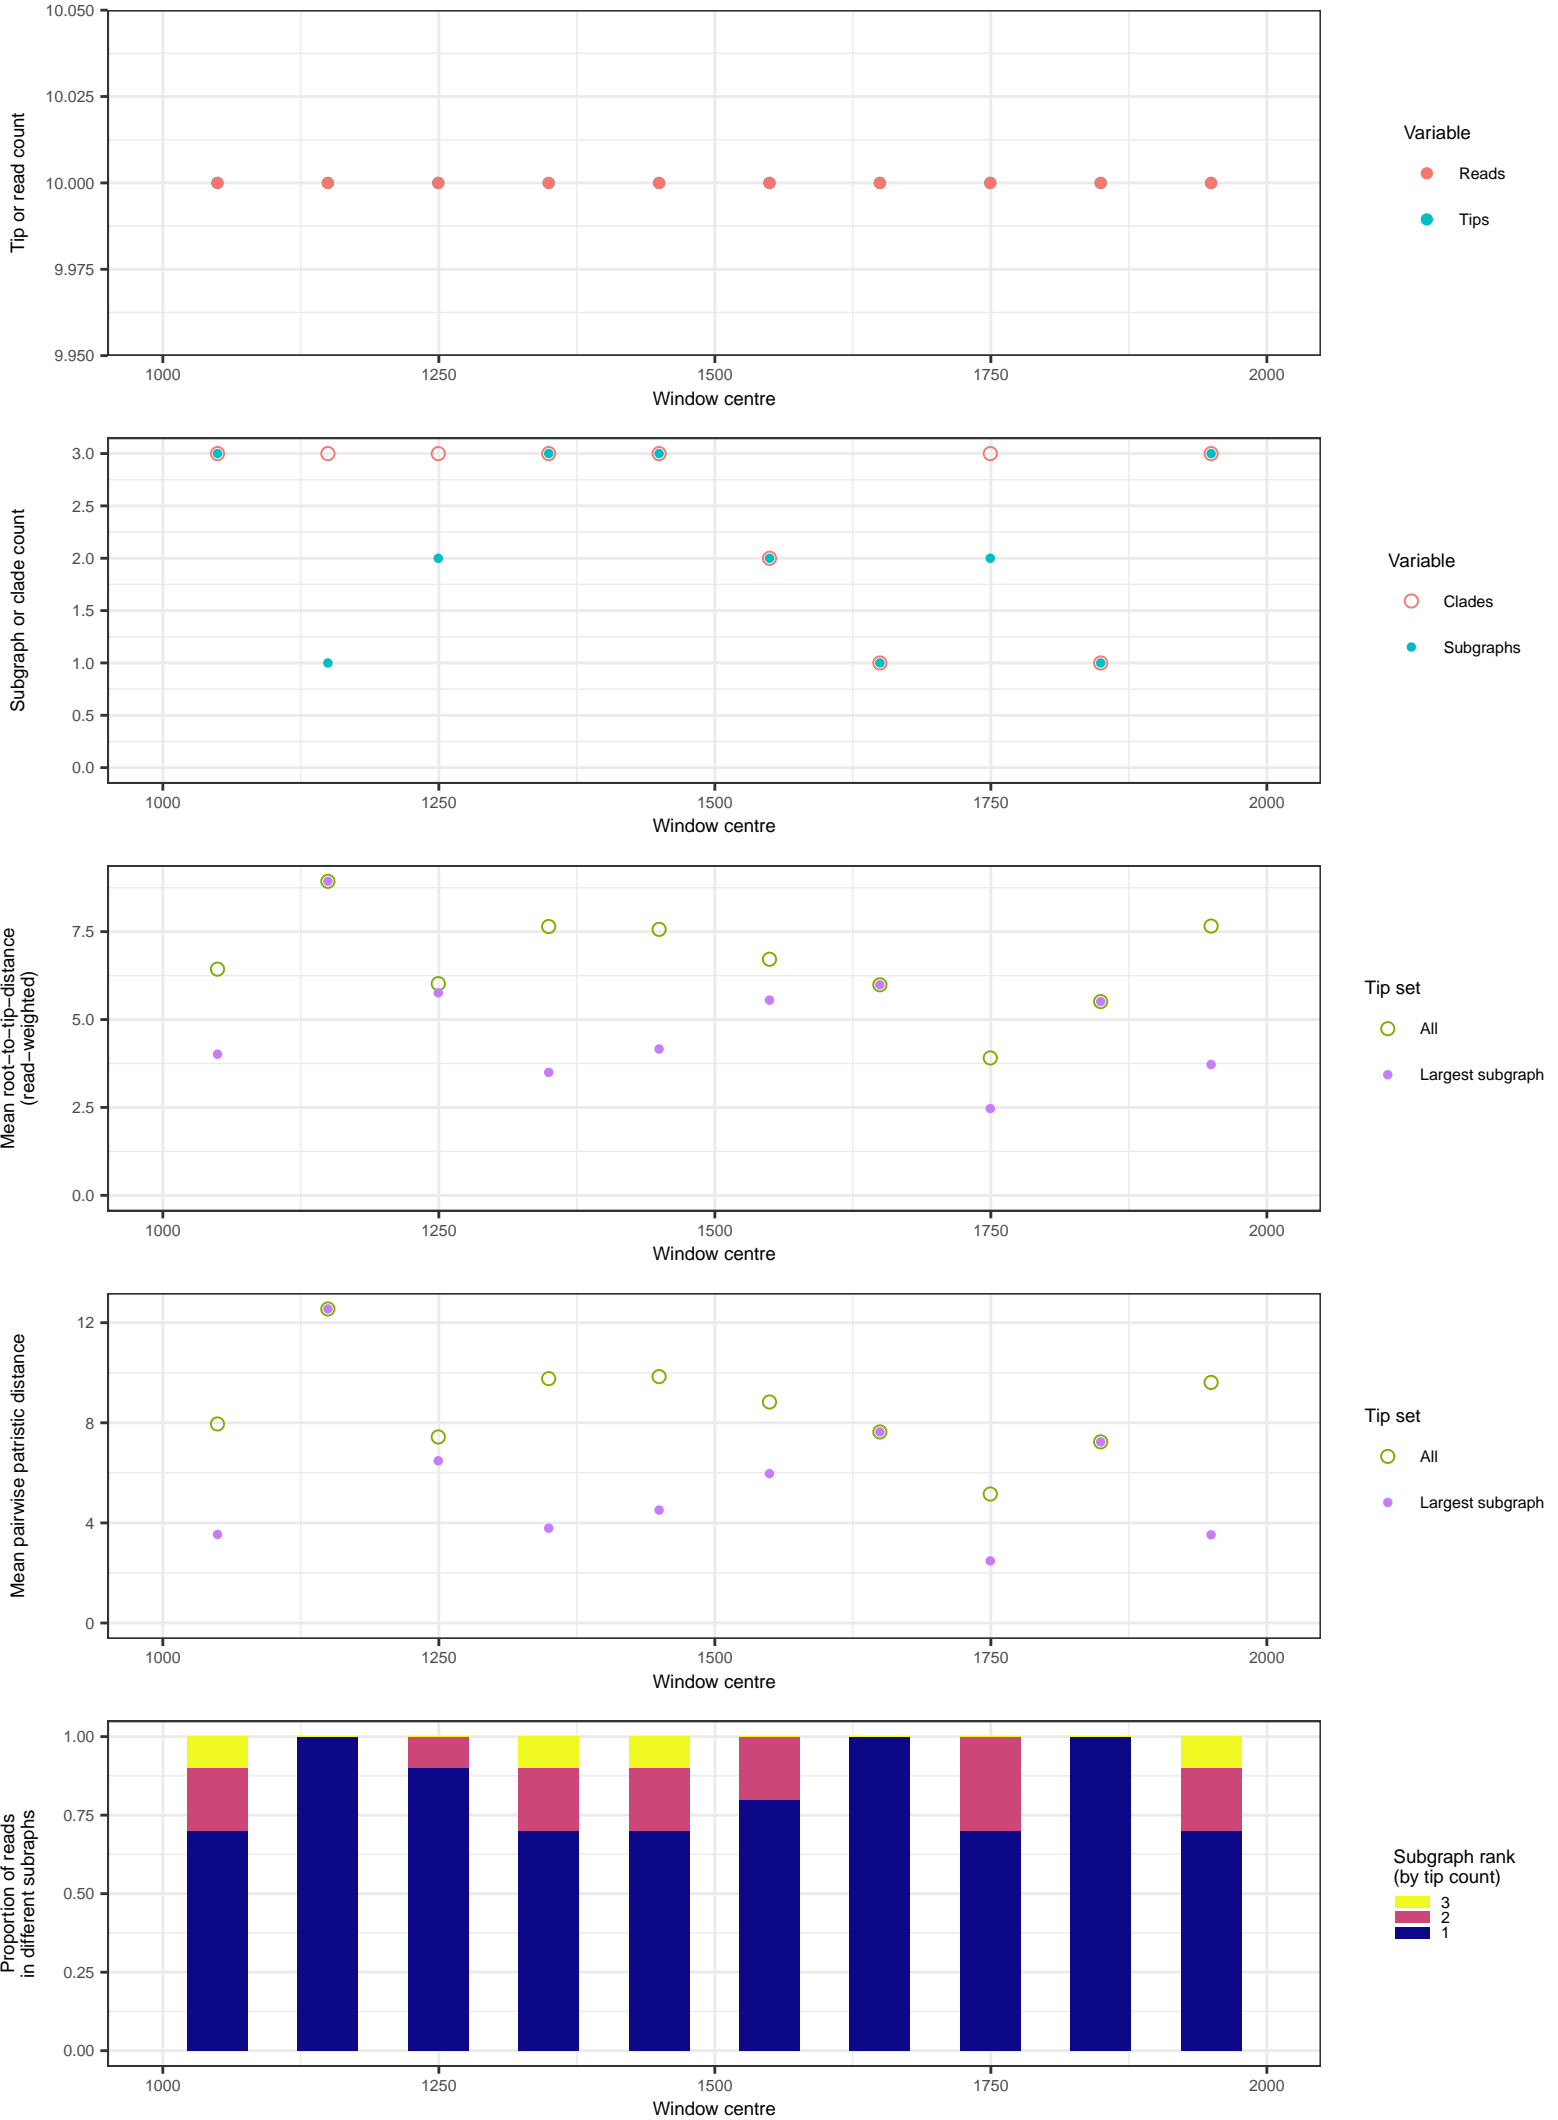 10.050
10.025
10.000
9.975
9.950
Tip or read count
1000 1250 1500 1750 2000
Window centre
Variable
Reads
Tips
3.0
2.5
2.0
1.5
1.0
0.5
0.0
Subgraph or clade count
1000 1250 1500 1750 2000
Window centre
Variable
Clades
Subgraphs
7.5
5.0
2.5
0.0
Mean root−to−tip−distance
(read−weighted)
1000 1250 1500 1750 2000
Window centre
Tip set
All
Largest subgraph
12
8
4
0
Mean pairwise patristic distance
1000 1250 1500 1750 2000
Window centre
Tip set
All
Largest subgraph
1.00
0.75
0.50
0.25
0.00
Proportion of reads
in different subraphs
1000 1250 1500 1750 2000
Window centre
Subgraph rank
(by tip count)
3
2
1